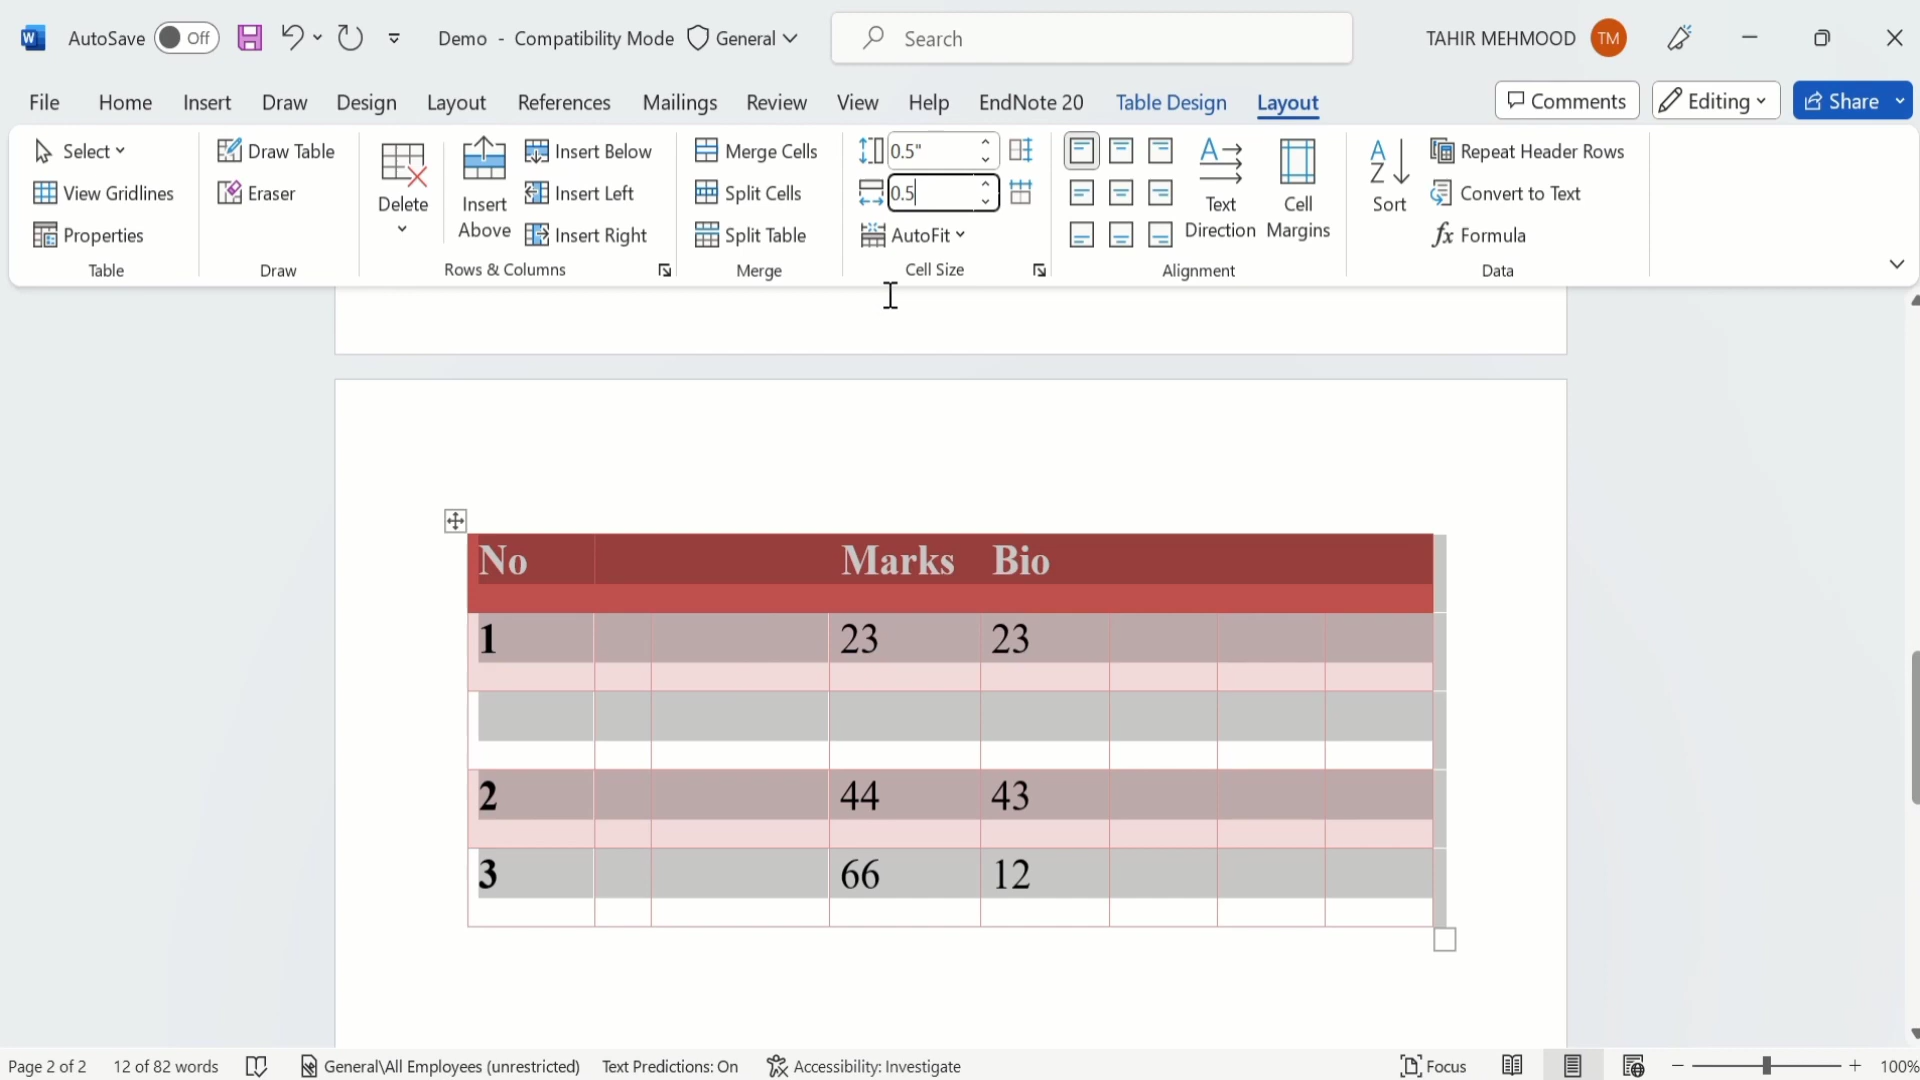 W AutoSave Off Demo - Compatibility Mode General Search TAHIR MEHMOOD TM
File Home Insert Draw Design Layout References Mailings Review View Help EndNote 20 Table Design Layout Comments Editing Share
Select Draw Table Insert Below Merge Cells 0.5" Repeat Header Rows
View Gridlines Eraser Delete Insert Above Insert Left Split Cells 0.5 Text Direction Cell Margins A Z Sort Convert to Text
Properties Insert Right Split Table AutoFit fx Formula
Table Draw Rows & Columns Merge Cell Size Alignment Data
No Marks Bio
1 23 23
2 44 43
3 66 12
Page 2 of 2 12 of 82 words General\All Employees (unrestricted) Text Predictions: On Accessibility: Investigate Focus 100%